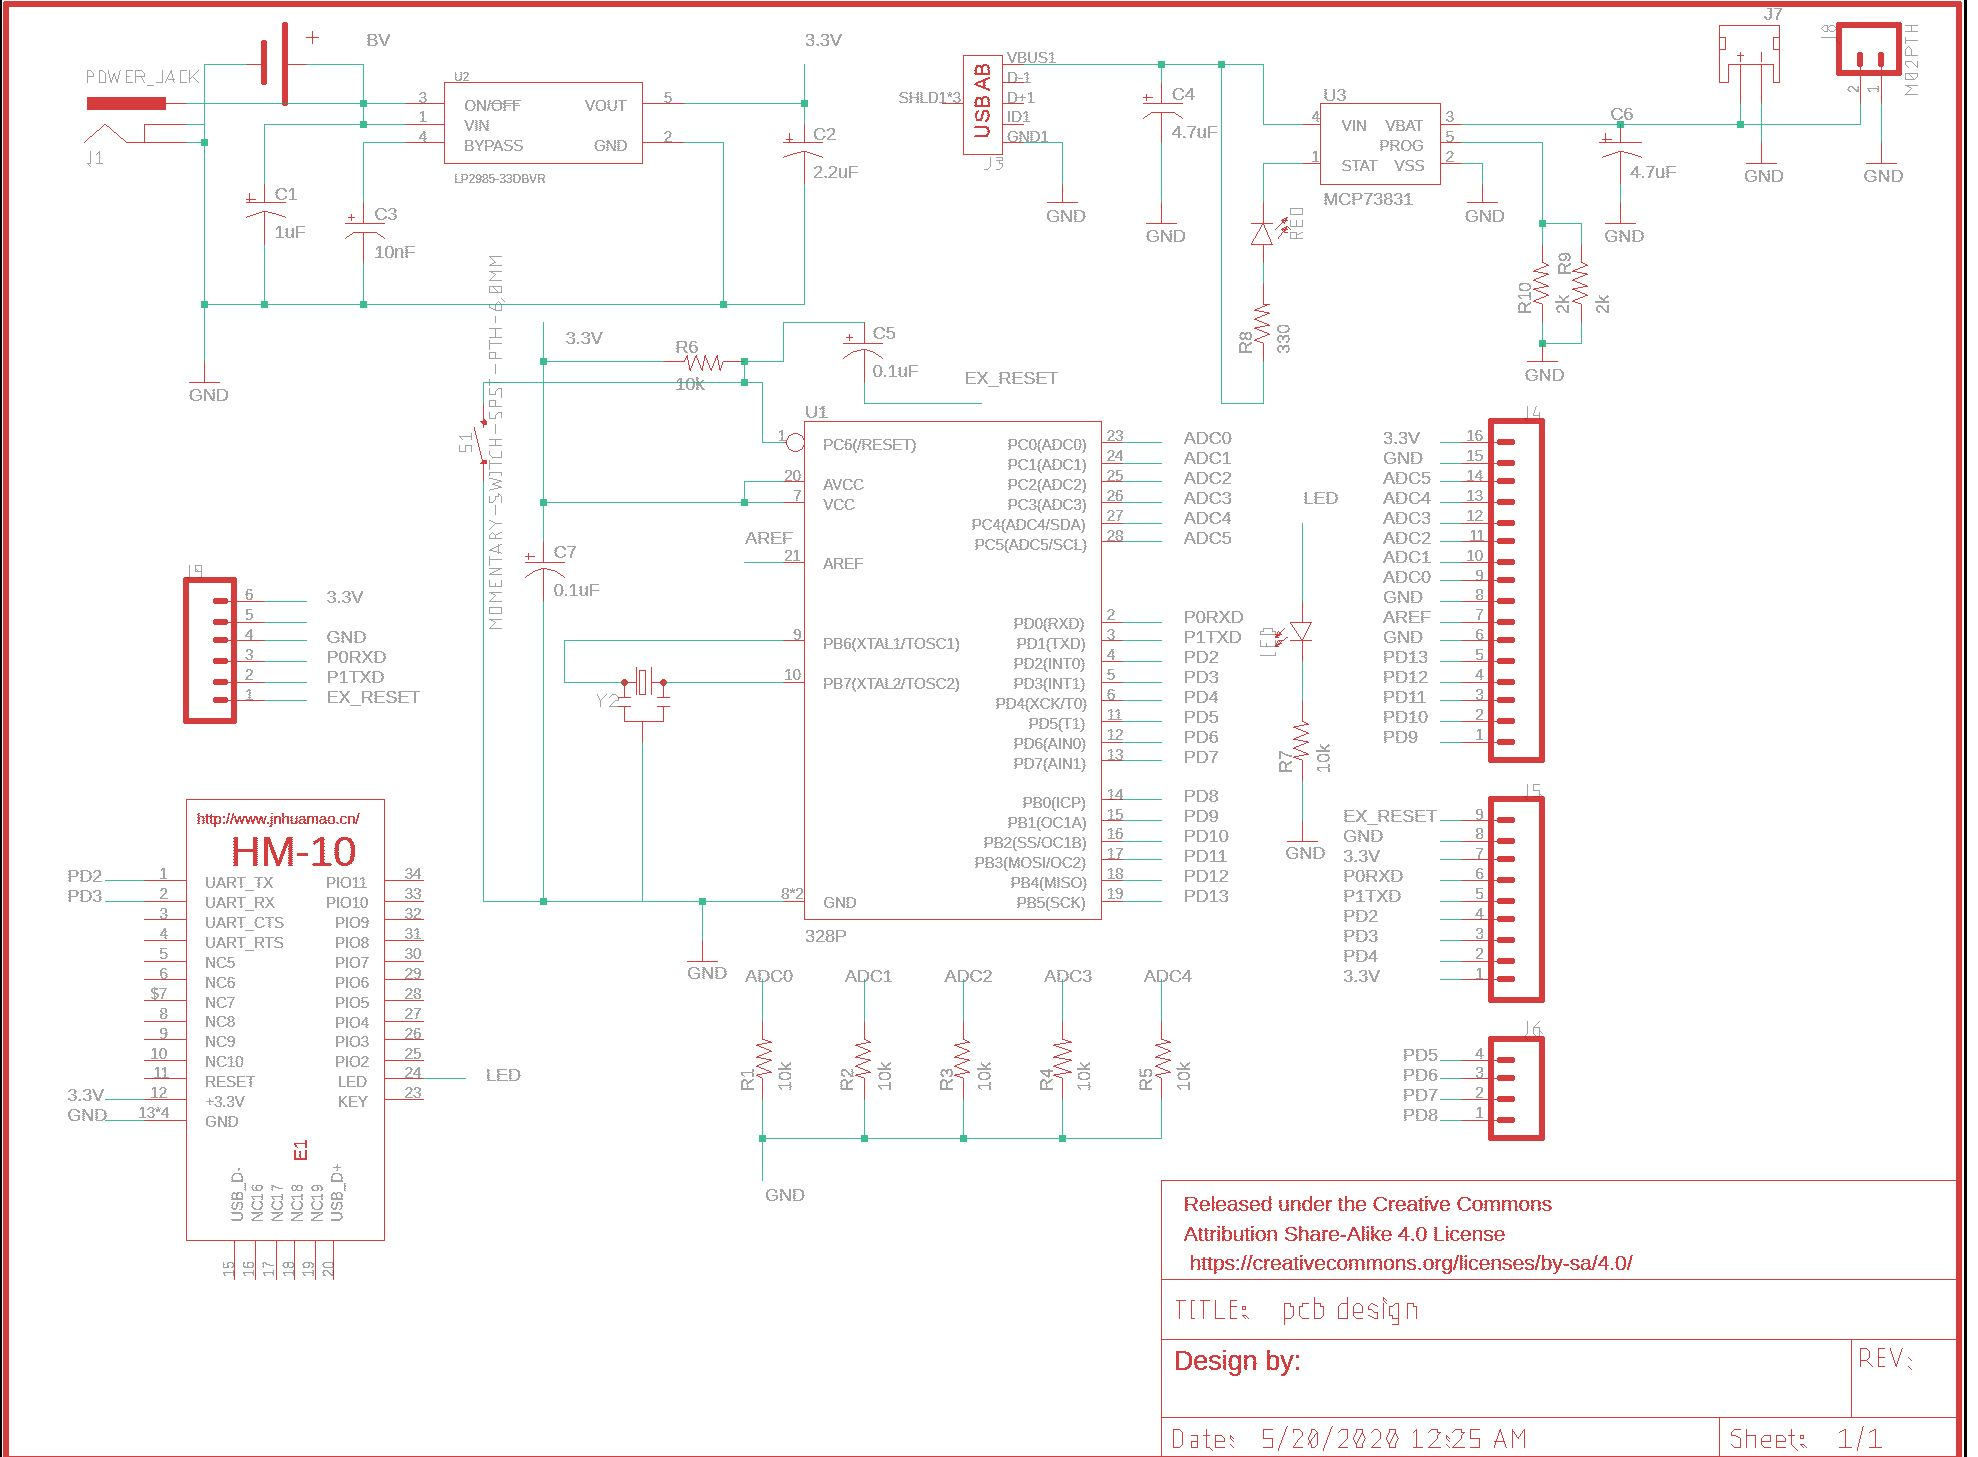 POWER_JACK
J1
+
BV
U2
3 ON/OFF VOUT 5
1 VIN
4 BYPASS GND 2
LP2985-33DBVR
3.3V
+ C2
2.2uF
+ C1
1uF
+ C3
10nF
GND
USB AB
SHLD1*3
VBUS1
D-1
D+1
ID1
GND1
J3
GND
+ C4
4.7uF
GND
U3
4 VIN VBAT 3
PROG 5
1 STAT VSS 2
MCP73831
GND
RED
R8
330
+ C6
4.7uF
GND
R10
2k
R9
2k
GND
J7
+ -
GND
J8
M02PTH
2 1
GND
3.3V
R6
10k
+ C5
0.1uF
EX_RESET
S1
MOMENTARY-SWITCH-SPST-PTH-6.0MM
+ C7
0.1uF
AREF
Y2
GND
U1
1 PC6(/RESET)
20 AVCC
7 VCC
21 AREF
9 PB6(XTAL1/TOSC1)
10 PB7(XTAL2/TOSC2)
8*2 GND
PC0(ADC0) 23 ADC0
PC1(ADC1) 24 ADC1
PC2(ADC2) 25 ADC2
PC3(ADC3) 26 ADC3
PC4(ADC4/SDA) 27 ADC4
PC5(ADC5/SCL) 28 ADC5
PD0(RXD) 2 P0RXD
PD1(TXD) 3 P1TXD
PD2(INT0) 4 PD2
PD3(INT1) 5 PD3
PD4(XCK/T0) 6 PD4
PD5(T1) 11 PD5
PD6(AIN0) 12 PD6
PD7(AIN1) 13 PD7
PB0(ICP) 14 PD8
PB1(OC1A) 15 PD9
PB2(SS/OC1B) 16 PD10
PB3(MOSI/OC2) 17 PD11
PB4(MISO) 18 PD12
PB5(SCK) 19 PD13
328P
LED
LED
R7
10k
GND
J4
3.3V 16
GND 15
ADC5 14
ADC4 13
ADC3 12
ADC2 11
ADC1 10
ADC0 9
GND 8
AREF 7
GND 6
PD13 5
PD12 4
PD11 3
PD10 2
PD9 1
J5
EX_RESET 9
GND 8
3.3V 7
P0RXD 6
P1TXD 5
PD2 4
PD3 3
PD4 2
3.3V 1
J6
PD5 4
PD6 3
PD7 2
PD8 1
J9
6 3.3V
5
4 GND
3 P0RXD
2 P1TXD
1 EX_RESET
http://www.jnhuamao.cn/
HM-10
PD2 1 UART_TX PIO11 34
PD3 2 UART_RX PIO10 33
3 UART_CTS PIO9 32
4 UART_RTS PIO8 31
5 NC5 PIO7 30
6 NC6 PIO6 29
$7 NC7 PIO5 28
8 NC8 PIO4 27
9 NC9 PIO3 26
10 NC10 PIO2 25
11 RESET LED 24 LED
3.3V 12 +3.3V KEY 23
GND 13*4 GND
E1
USB_D- NC16 NC17 NC18 NC19 USB_D+
15 16 17 18 19 20
ADC0 ADC1 ADC2 ADC3 ADC4
R1 10k R2 10k R3 10k R4 10k R5 10k
GND
Released under the Creative Commons
Attribution Share-Alike 4.0 License
https://creativecommons.org/licenses/by-sa/4.0/
TITLE: pcb design
Design by:
REV:
Date: 5/20/2020 12:25 AM
Sheet: 1/1